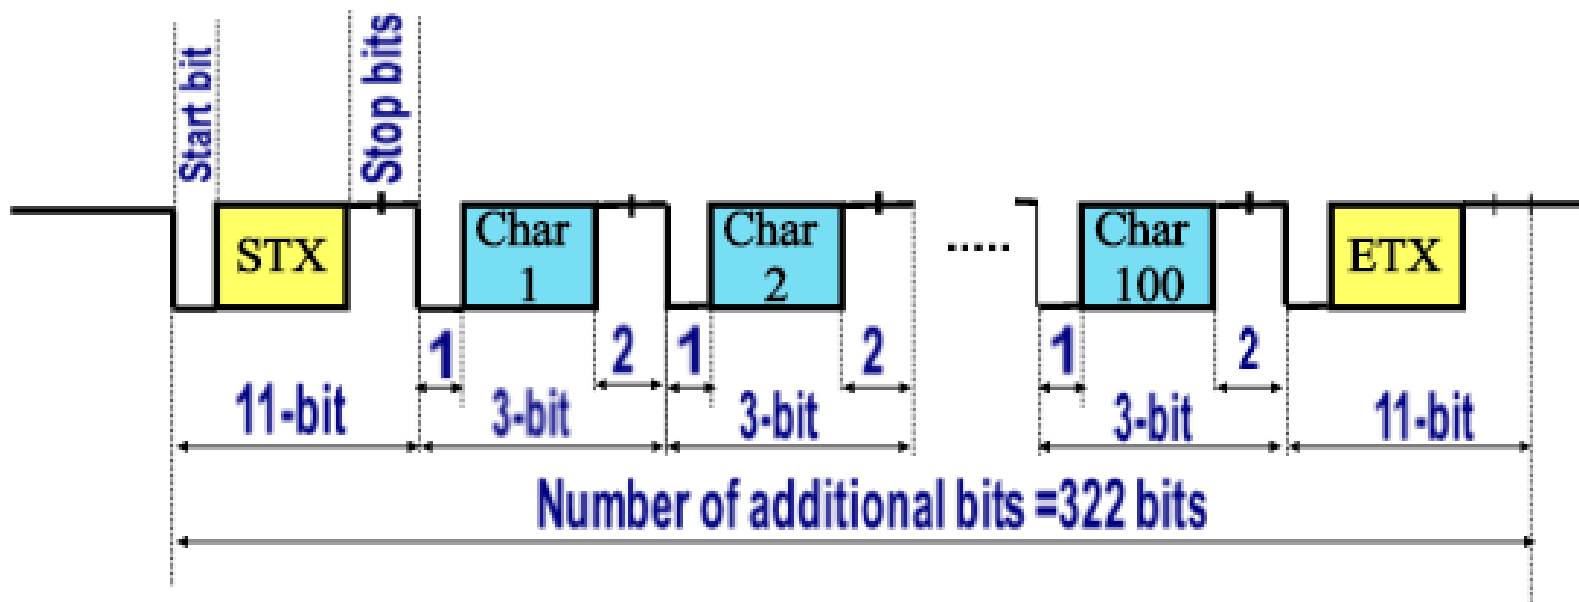 Start bit
Stop bits
STX
Char
1
Char
2
.....
Char
100
ETX
1
2
1
2
1
2
11-bit
3-bit
3-bit
3-bit
11-bit
Number of additional bits =322 bits